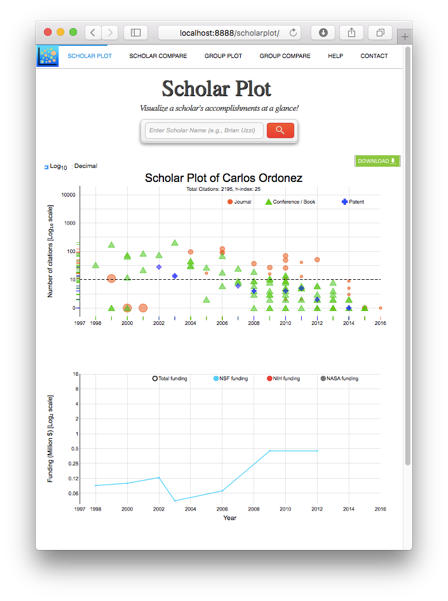 localhost:8888/scholarplot/
SCHOLAR PLOT SCHOLAR COMPARE GROUP PLOT GROUP COMPARE HELP CONTACT
Scholar Plot
Visualize a scholar's accomplishments at a glance!
Enter Scholar Name (e.g., Brian Uzzi)
DOWNLOAD
Log10 Decimal
Scholar Plot of Carlos Ordonez
Total Citations: 2195, h-index: 25
Journal Conference / Book Patent
Number of citations [Log10 scale]
10000
1000
100
10
0
1997 1998 2000 2002 2004 2006 2008 2010 2012 2014 2016
Total funding NSF funding NIH funding NASA funding
Funding (Million $) [Log2 scale]
16
8
4
2
1
0.5
0.25
0.12
0.06
1997 1998 2000 2002 2004 2006 2008 2010 2012 2014 2016
Year